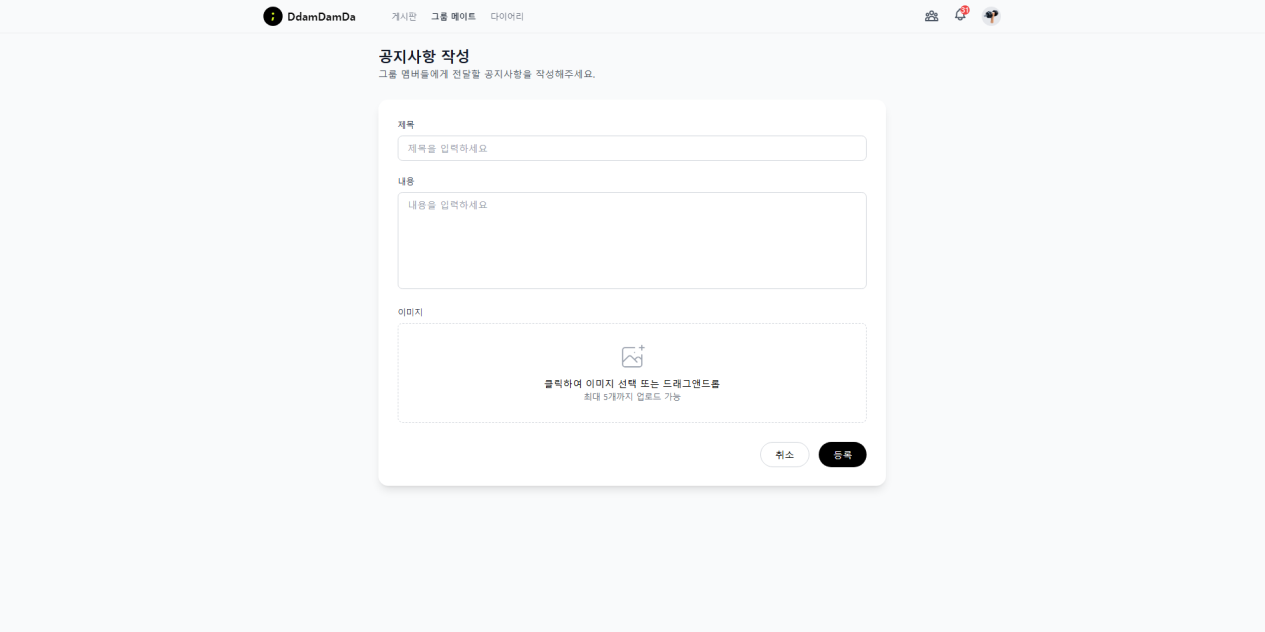 DdamDamDa
게시판 그룹 메이트 다이어리
공지사항 작성
그룹 멤버들에게 전달할 공지사항을 작성해주세요.
제목
제목을 입력하세요
내용
내용을 입력하세요
이미지
클릭하여 이미지 선택 또는 드래그앤드롭
최대 5개까지 업로드 가능
취소 등록